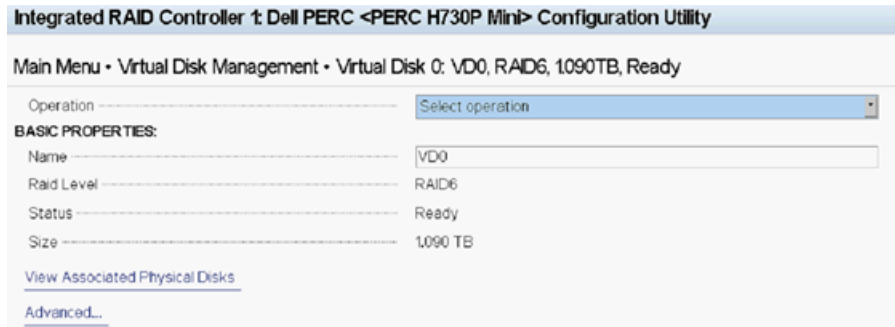 Integrated RAID Controller 1: Dell PERC <PERC H730P Mini> Configuration Utility
Main Menu • Virtual Disk Management • Virtual Disk 0: VD0, RAID6, 1.090TB, Ready
Operation Select operation
BASIC PROPERTIES:
Name VD0
Raid Level RAID6
Status Ready
Size 1.090 TB
View Associated Physical Disks
Advanced...